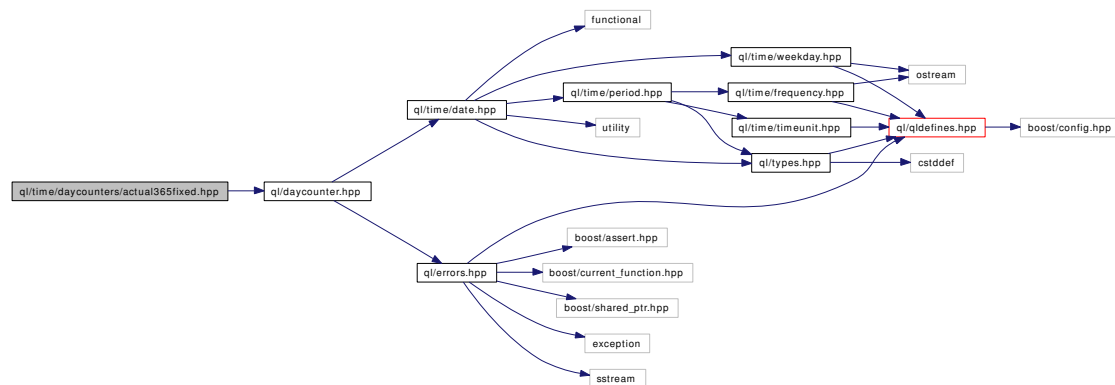 functional
ql/time/weekday.hpp
ostream
ql/time/period.hpp
ql/time/frequency.hpp
ql/time/date.hpp
utility
ql/time/timeunit.hpp
ql/qldefines.hpp
boost/config.hpp
ql/types.hpp
cstddef
ql/time/daycounters/actual365fixed.hpp
ql/daycounter.hpp
boost/assert.hpp
ql/errors.hpp
boost/current_function.hpp
boost/shared_ptr.hpp
exception
sstream